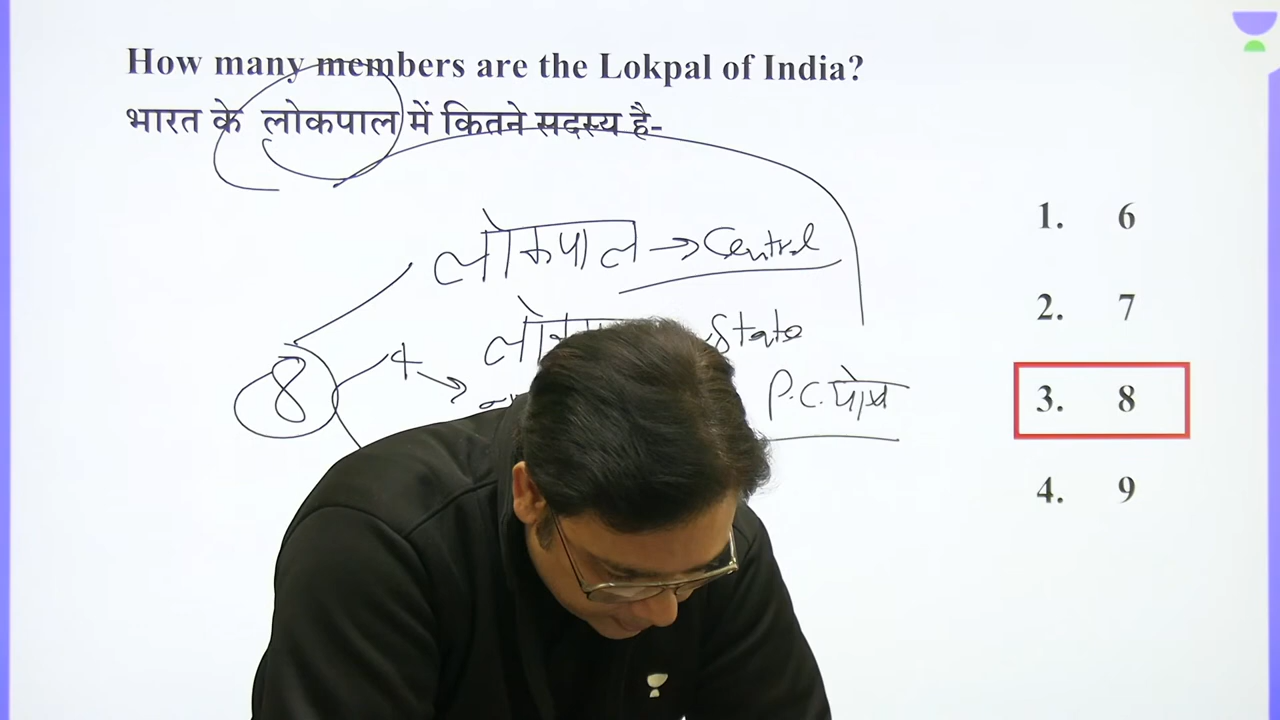 How many members are the Lokpal of India?
भारत के लोकपाल में कितने सदस्य है-
1. 6
2. 7
3. 8
4. 9
लोकपाल → Central
State
8
4
P.C. घोष